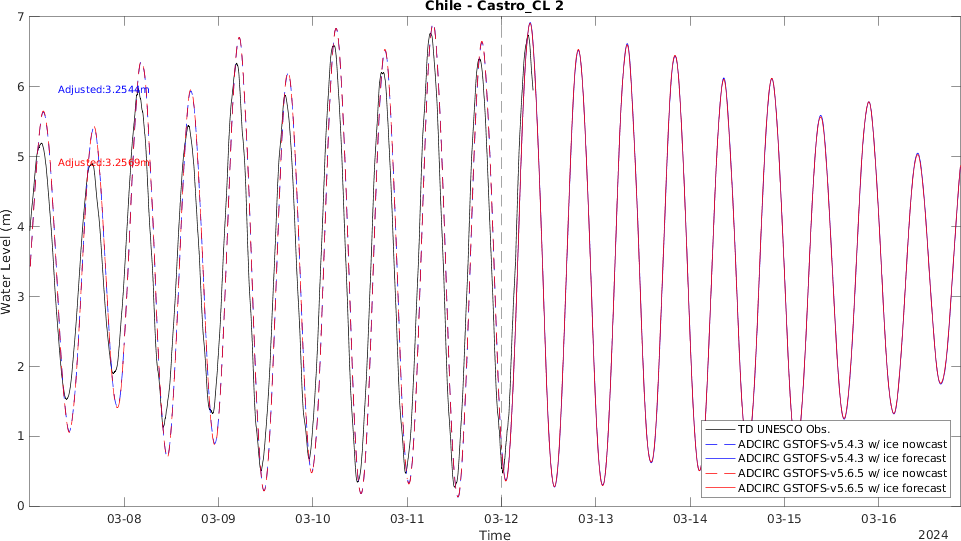 Chile - Castro_CL 2
Water Level (m)
7
6
5
4
3
2
1
0
Adjusted:3.2544m
Adjusted:3.2569m
TD UNESCO Obs.
ADCIRC GSTOFS-v5.4.3 w/ ice nowcast
ADCIRC GSTOFS-v5.4.3 w/ ice forecast
ADCIRC GSTOFS-v5.6.5 w/ ice nowcast
ADCIRC GSTOFS-v5.6.5 w/ ice forecast
03-08 03-09 03-10 03-11 03-12 03-13 03-14 03-15 03-16
Time
2024